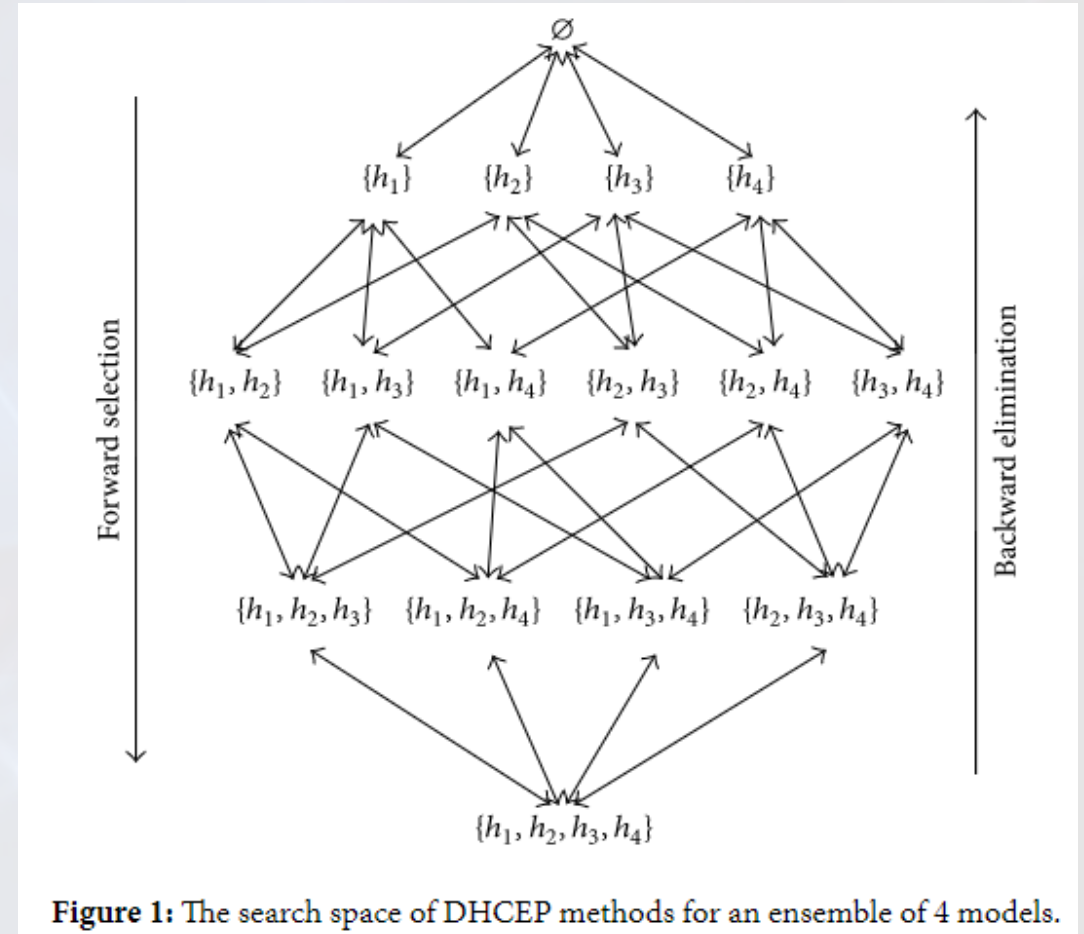 ∅
{h₁} {h₂} {h₃} {h₄}
{h₁, h₂} {h₁, h₃} {h₁, h₄} {h₂, h₃} {h₂, h₄} {h₃, h₄}
{h₁, h₂, h₃} {h₁, h₂, h₄} {h₁, h₃, h₄} {h₂, h₃, h₄}
{h₁, h₂, h₃, h₄}
Forward selection
Backward elimination
Figure 1: The search space of DHCEP methods for an ensemble of 4 models.